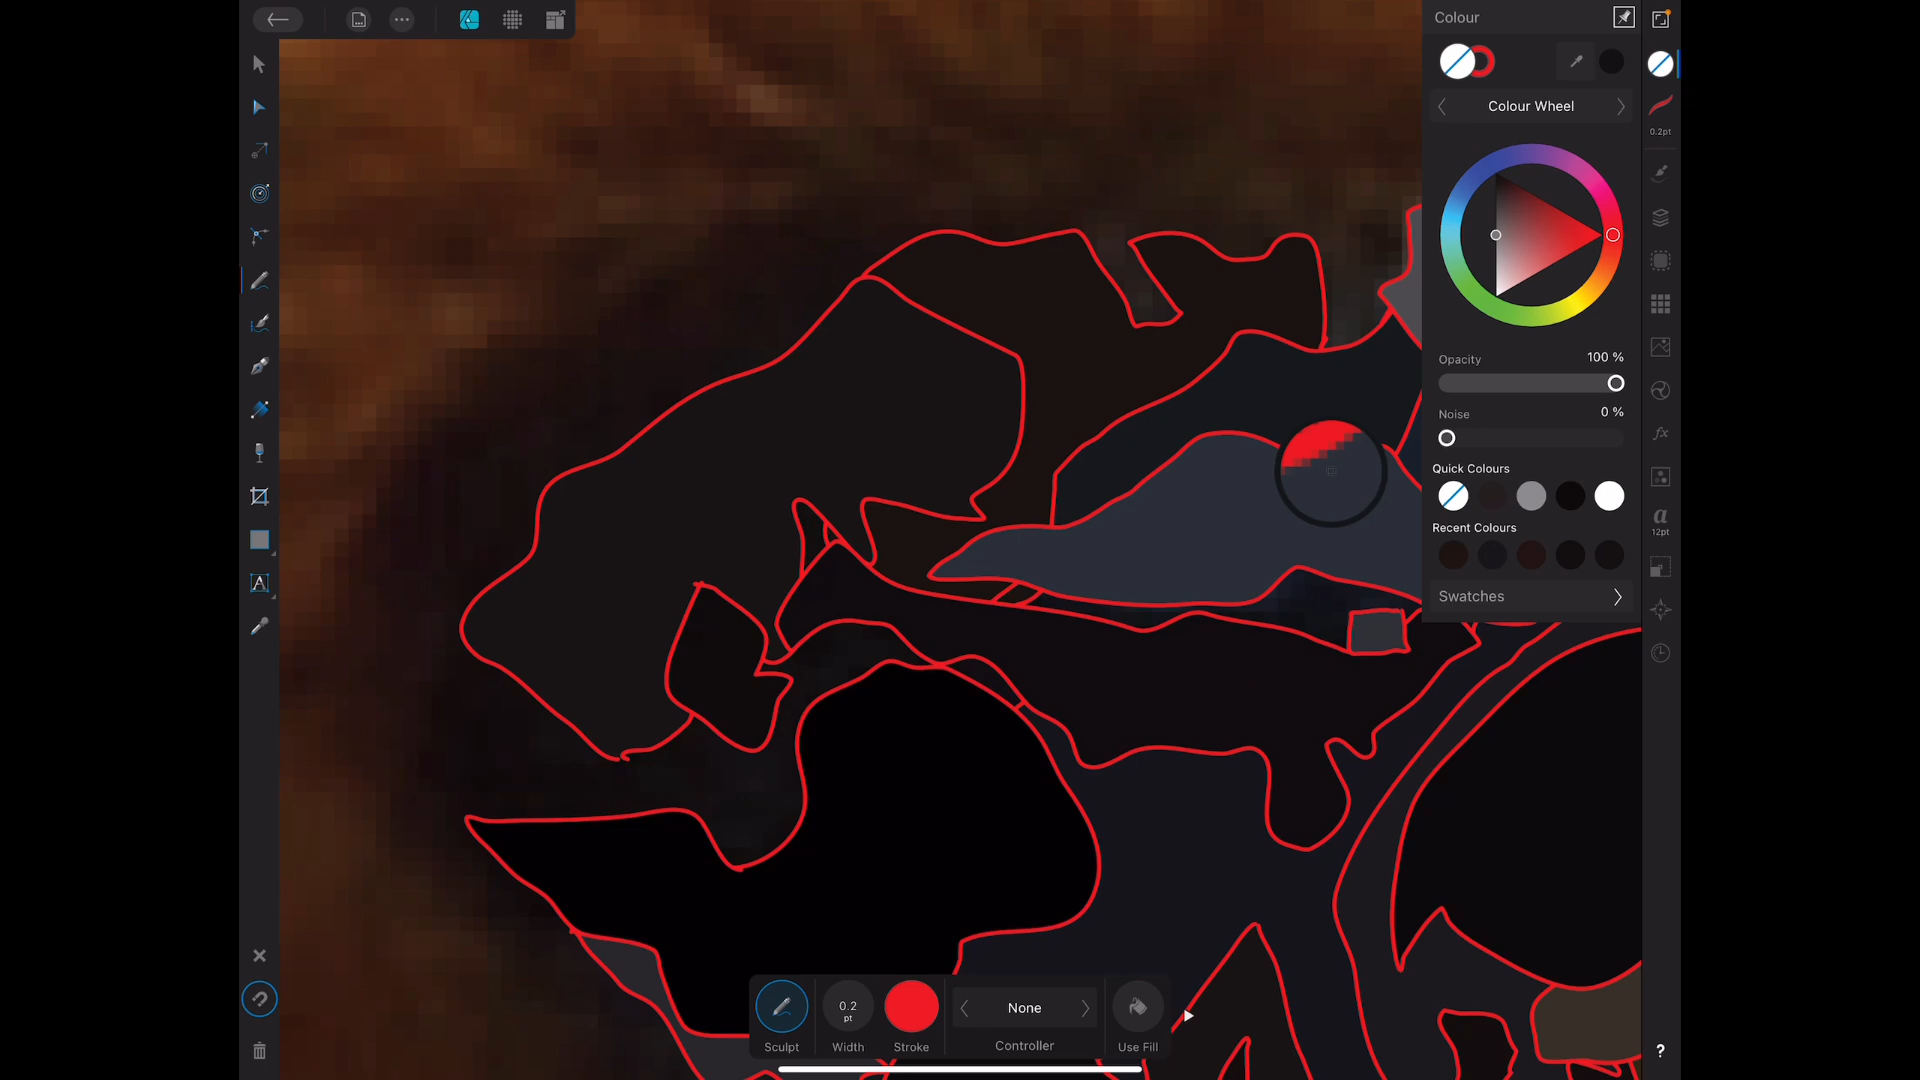 Colour
Colour Wheel
0.2pt
Opacity 100 %
Noise 0 %
Quick Colours
Recent Colours
Swatches
fx
a
12pt
A
0.2
pt
None
Sculpt Width Stroke Controller Use Fill
?